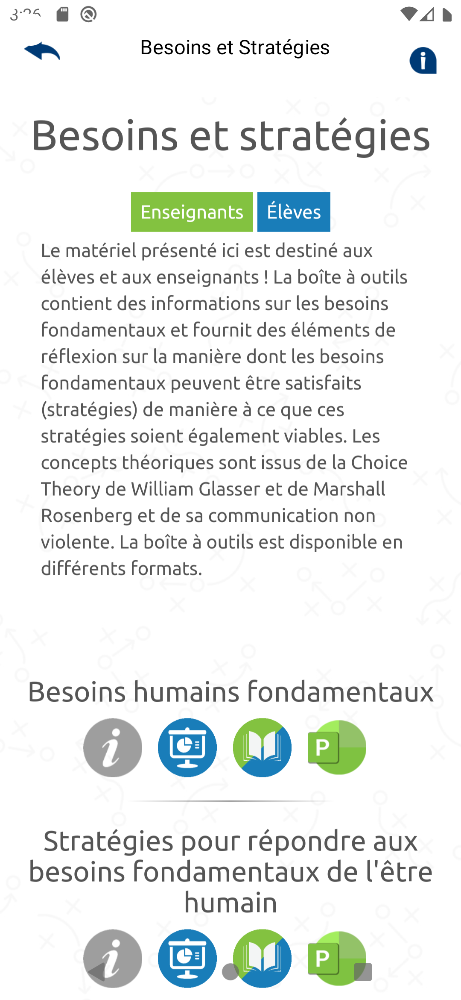 Besoins et Stratégies
Besoins et stratégies
Enseignants Élèves
Le matériel présenté ici est destiné aux
élèves et aux enseignants ! La boîte à outils
contient des informations sur les besoins
fondamentaux et fournit des éléments de
réflexion sur la manière dont les besoins
fondamentaux peuvent être satisfaits
(stratégies) de manière à ce que ces
stratégies soient également viables. Les
concepts théoriques sont issus de la Choice
Theory de William Glasser et de Marshall
Rosenberg et de sa communication non
violente. La boîte à outils est disponible en
différents formats.
Besoins humains fondamentaux
P
Stratégies pour répondre aux
besoins fondamentaux de l'être
humain
P